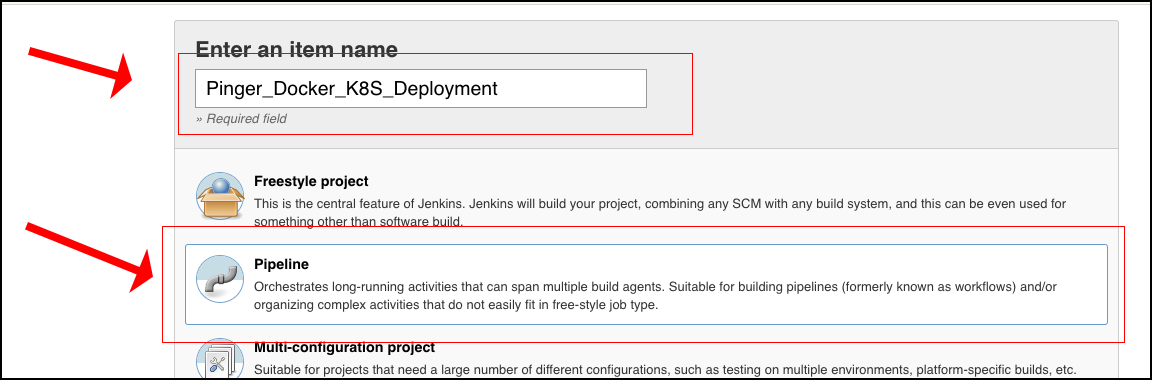 Enter an item name
Pinger_Docker_K8S_Deployment
» Required field
Freestyle project
This is the central feature of Jenkins. Jenkins will build your project, combining any SCM with any build system, and this can be even used for
something other than software build.
Pipeline
Orchestrates long-running activities that can span multiple build agents. Suitable for building pipelines (formerly known as workflows) and/or
organizing complex activities that do not easily fit in free-style job type.
Multi-configuration project
Suitable for projects that need a large number of different configurations, such as testing on multiple environments, platform-specific builds, etc.